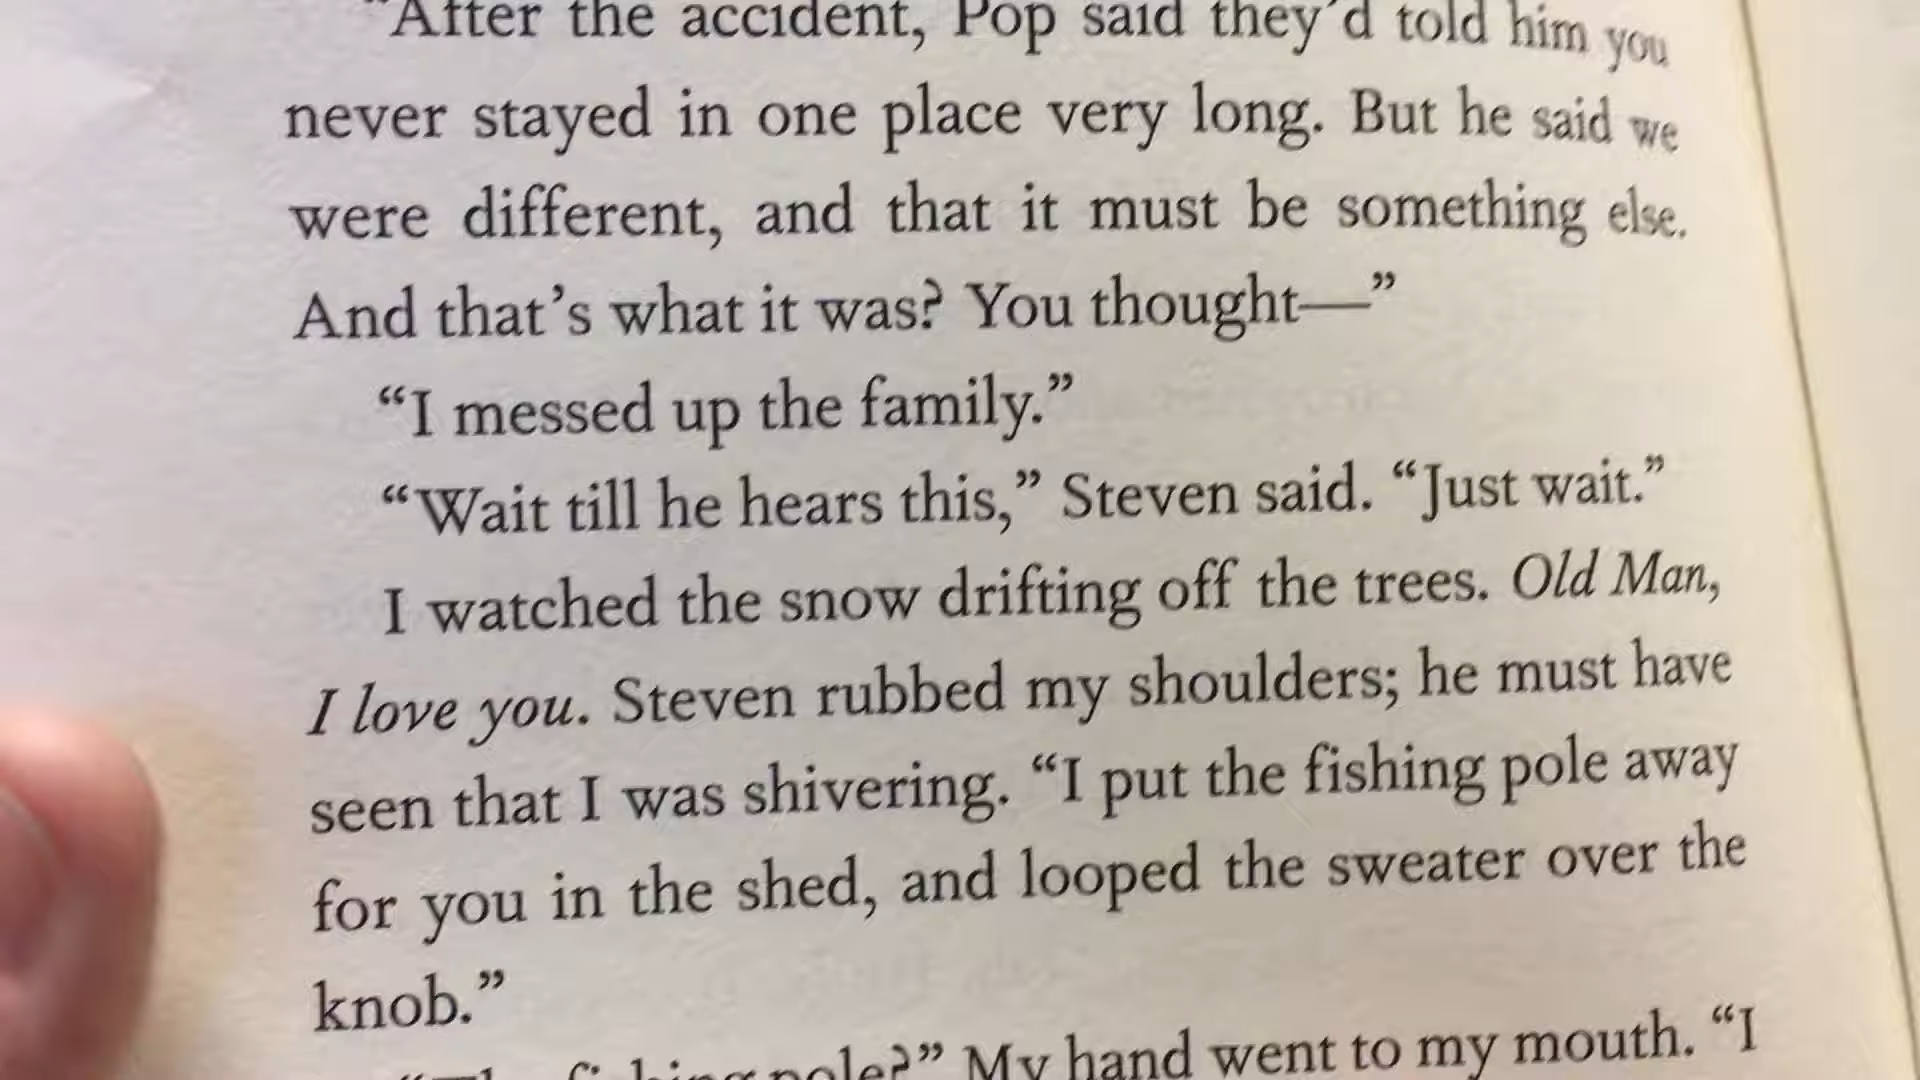 "After the accident, Pop said they'd told him you
never stayed in one place very long. But he said we
were different, and that it must be something else.
And that's what it was? You thought—”
“I messed up the family.”
“Wait till he hears this,” Steven said. “Just wait.”
I watched the snow drifting off the trees. Old Man,
I love you. Steven rubbed my shoulders; he must have
seen that I was shivering. “I put the fishing pole away
for you in the shed, and looped the sweater over the
knob.”
“The fishing pole?” My hand went to my mouth. “I